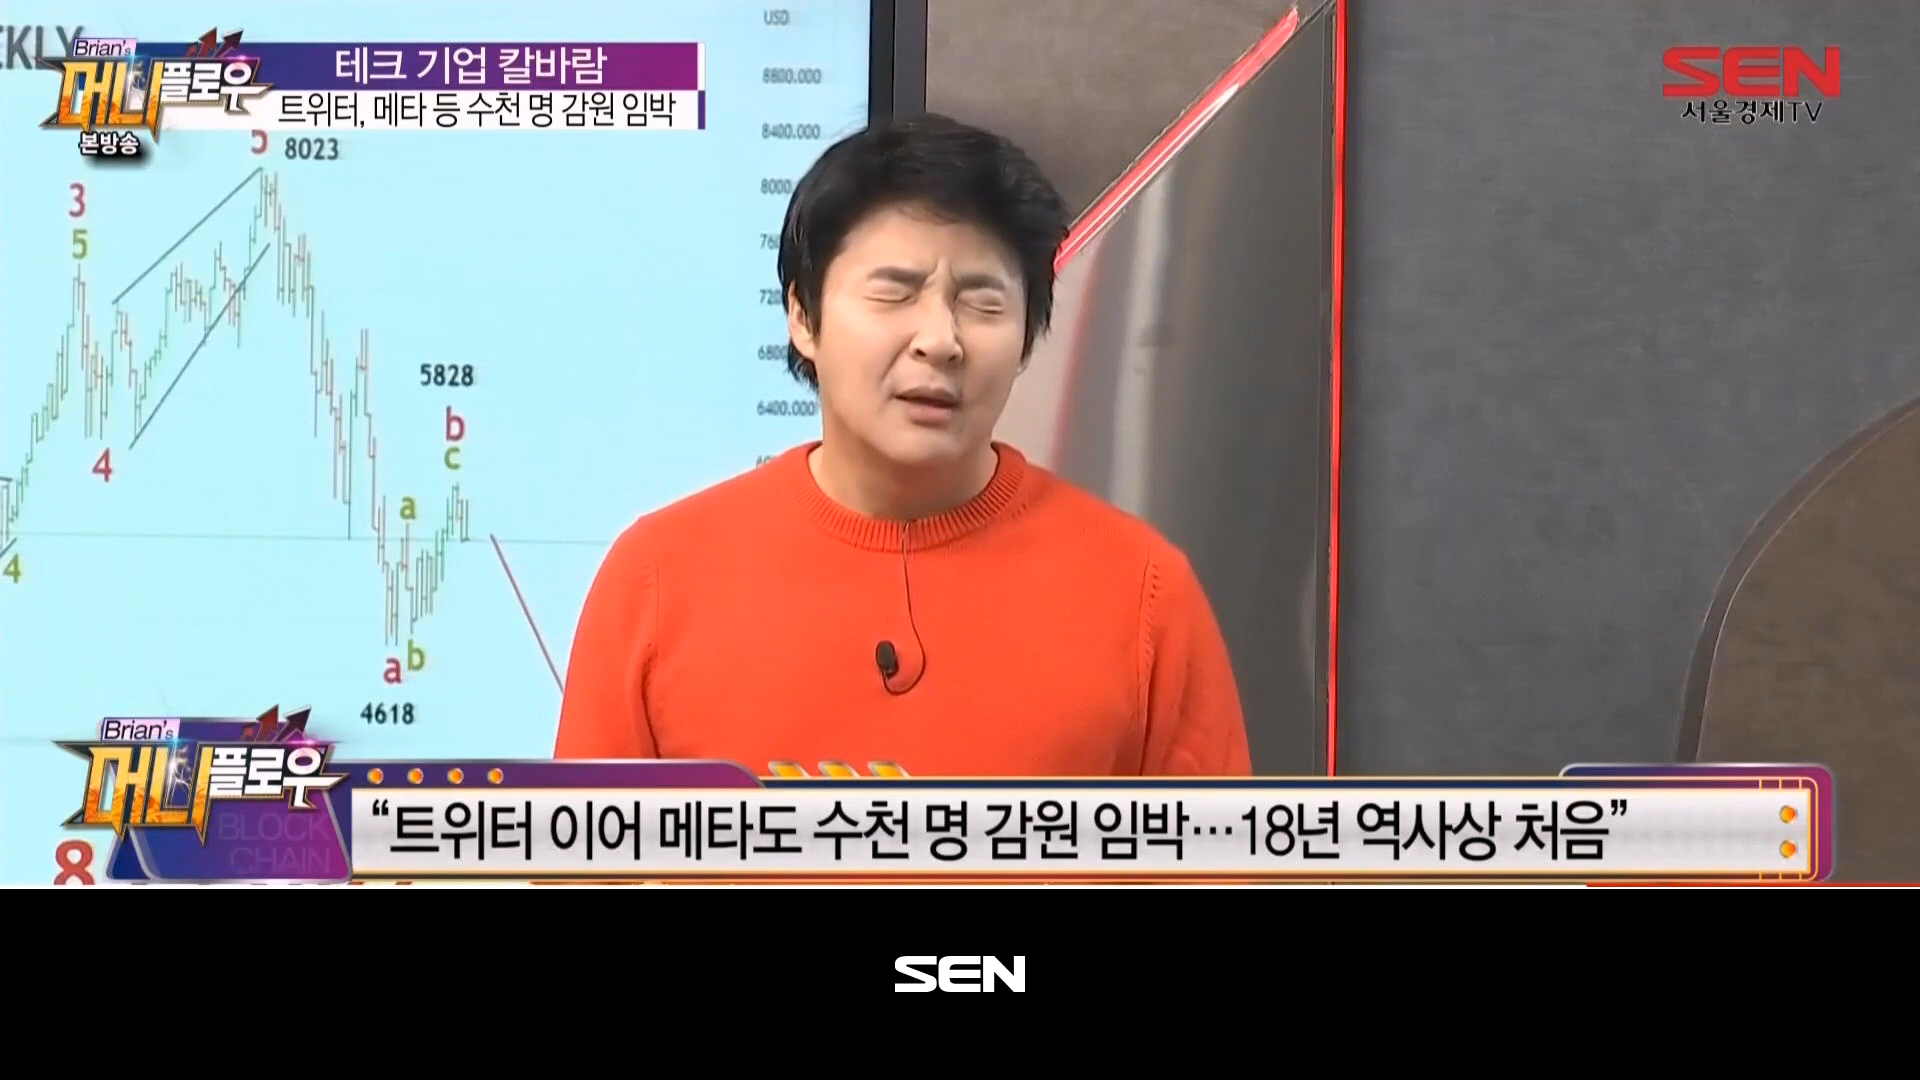 Brian's
머니플로우
본방송
테크 기업 칼바람
트위터, 메타 등 수천 명 감원 임박
SEN
서울경제TV
USD
8800.000
8400.000
5
8023
3
5
5828
b
c
6400.000
4
a
4
a
b
4618
Brian's
머니플로우
BLOCK
CHAIN
“트위터 이어 메타도 수천 명 감원 임박…18년 역사상 처음”
8
SEN